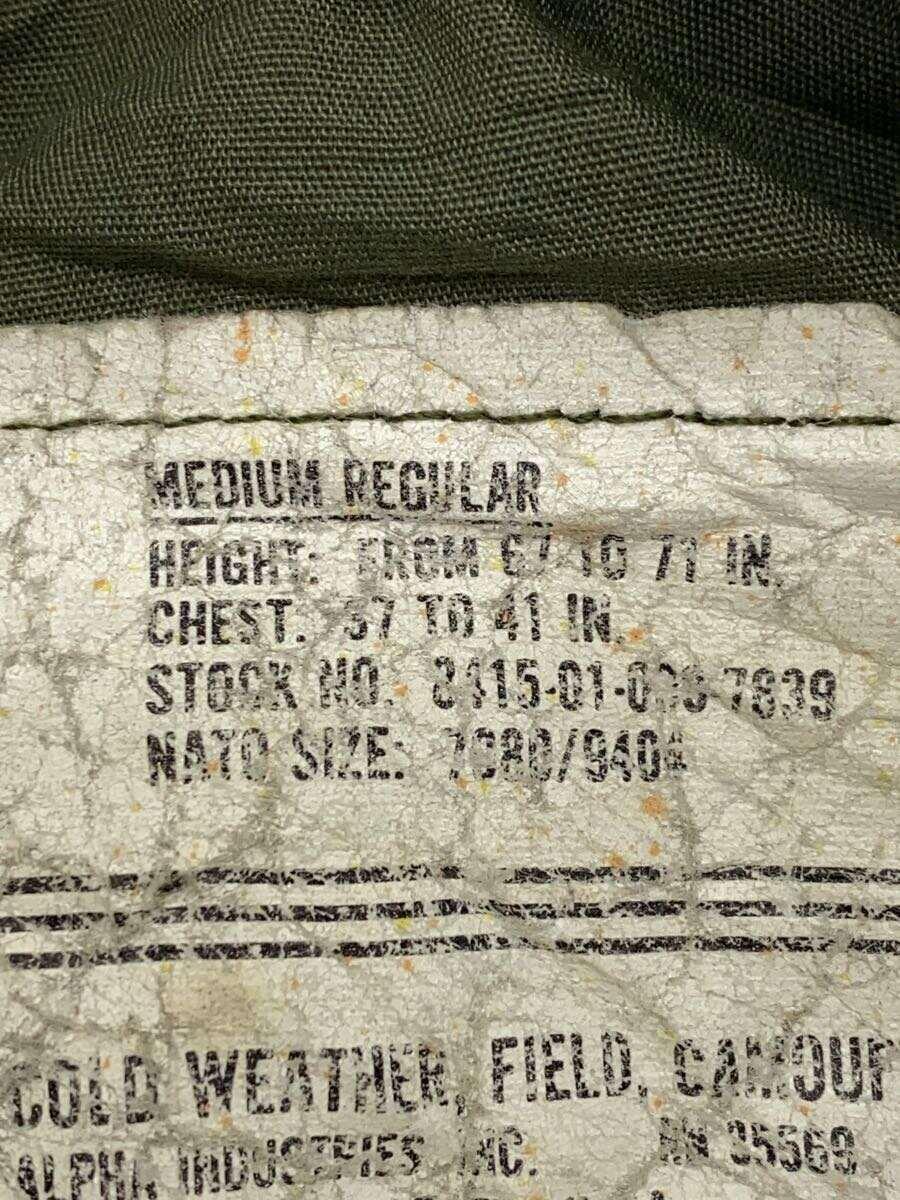 MEDIUM REGULAR
HEIGHT: FROM 67 TO 71 IN.
CHEST. 37 TO 41 IN.
STOCK NO.
NATO SIZE:
COLD WEATHER, FIELD, CAMOUF
ALPHA INDUSTRIES INC.